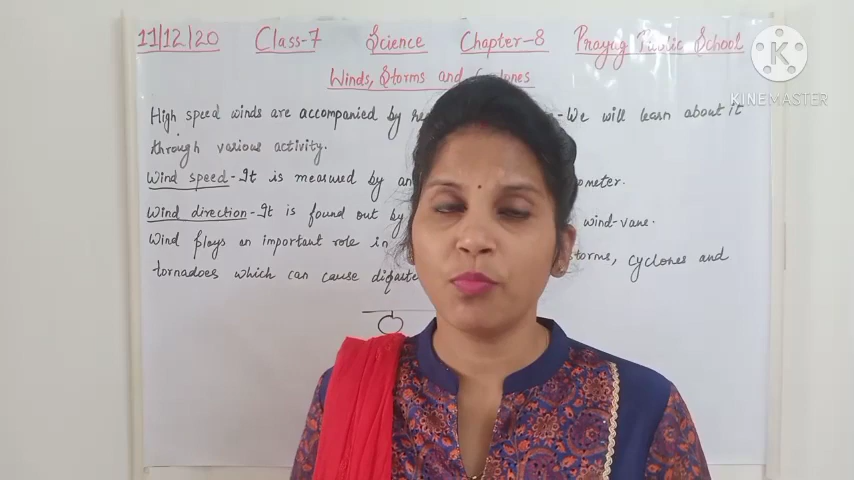 11/12/20 Class-7 Science Chapter-8 Prayug Public School
Winds, Storms and Cyclones
KINEMASTER
High speed winds are accompanied by - We will learn about it
through various activity.
Wind speed - It is measured by an
Wind direction - It is found out by wind-vane.
Wind plays an important role in storms, cyclones and
tornadoes which can cause